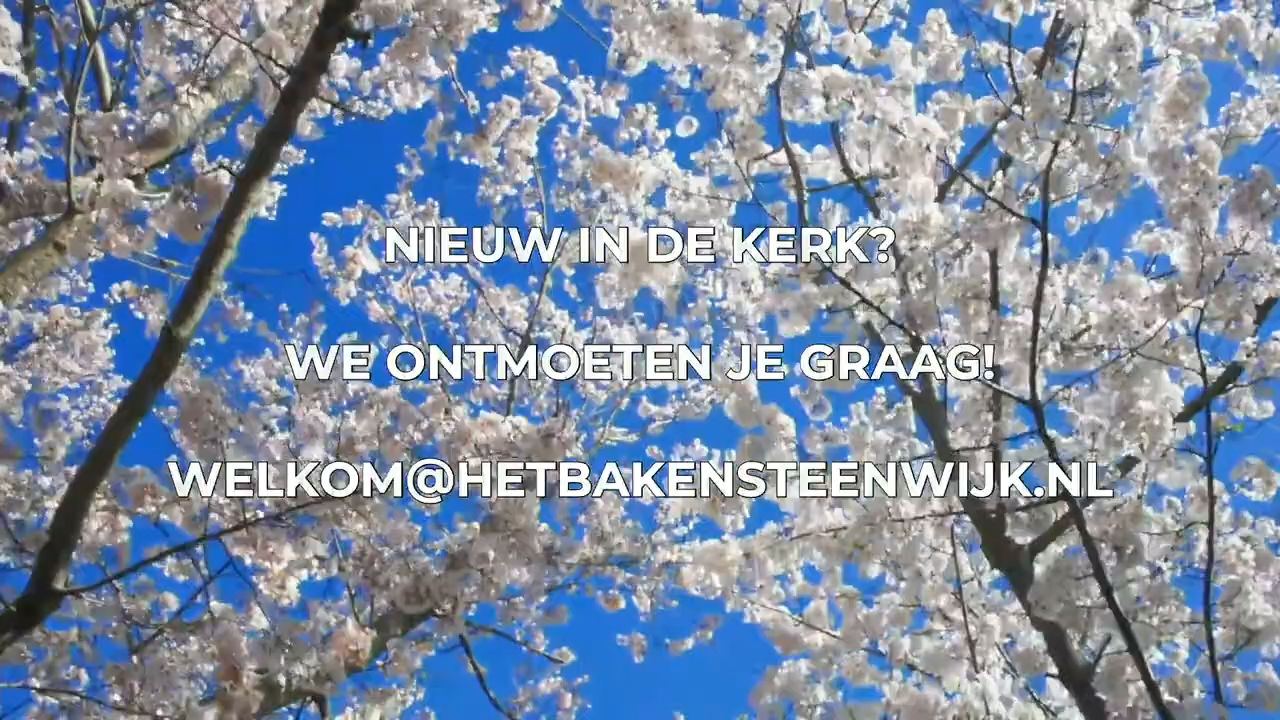 NIEUW IN DE KERK?
WE ONTMOETEN JE GRAAG!
WELKOM@HETBAKENSTEENWIJK.NL